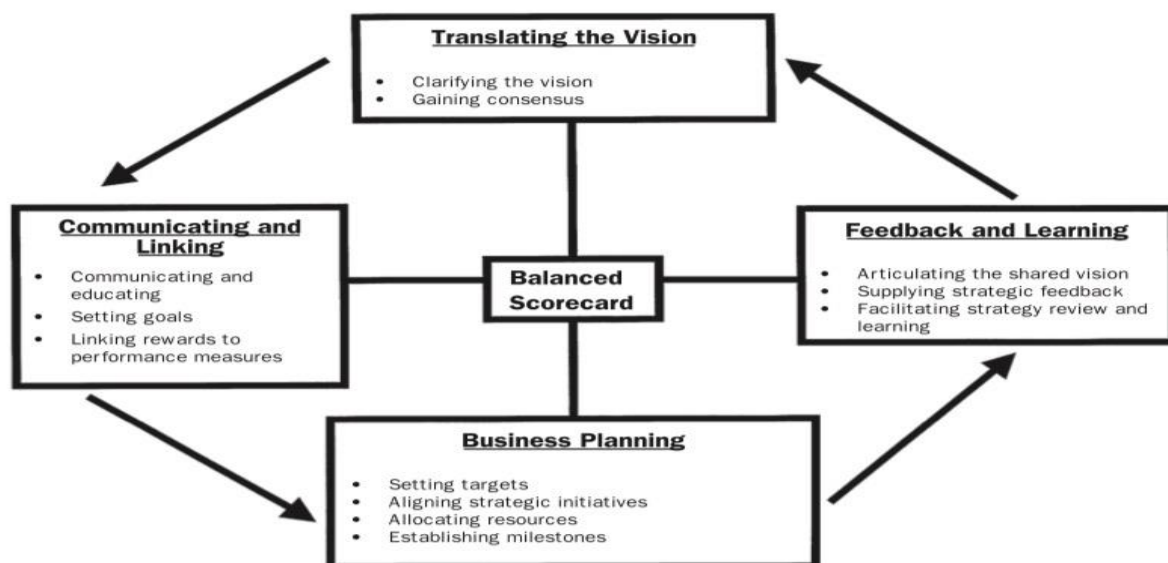 Translating the Vision
• Clarifying the vision
• Gaining consensus
Communicating and
Linking
• Communicating and
educating
• Setting goals
• Linking rewards to
performance measures
Balanced
Scorecard
Feedback and Learning
• Articulating the shared vision
• Supplying strategic feedback
• Facilitating strategy review and
learning
Business Planning
• Setting targets
• Aligning strategic initiatives
• Allocating resources
• Establishing milestones